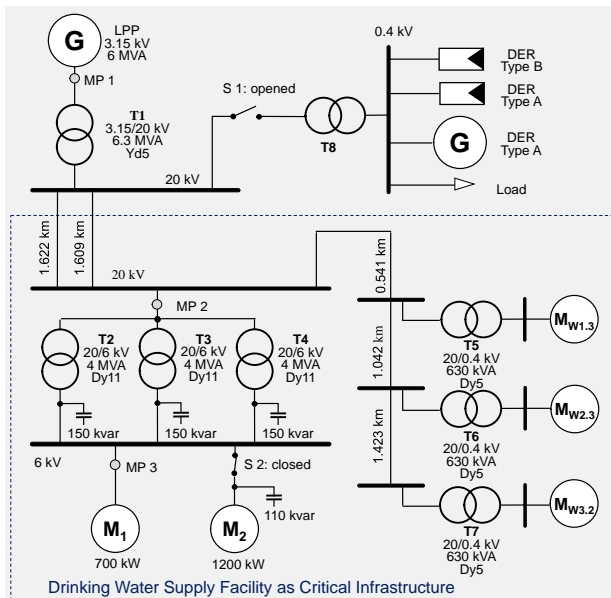 G
LPP
3.15 kV
6 MVA
MP 1
T1
3.15/20 kV
6.3 MVA
Yd5
S 1: opened
T8
0.4 kV
DER
Type B
DER
Type A
G
DER
Type A
Load
20 kV
1.622 km
1.609 km
20 kV
MP 2
T2
20/6 kV
4 MVA
Dy11
T3
20/6 kV
4 MVA
Dy11
T4
20/6 kV
4 MVA
Dy11
150 kvar
150 kvar
150 kvar
6 kV
MP 3
S 2: closed
110 kvar
M1
700 kW
M2
1200 kW
0.541 km
1.042 km
1.423 km
T5
20/0.4 kV
630 kVA
Dy5
MW1.3
T6
20/0.4 kV
630 kVA
Dy5
MW2.3
T7
20/0.4 kV
630 kVA
Dy5
MW3.2
Drinking Water Supply Facility as Critical Infrastructure